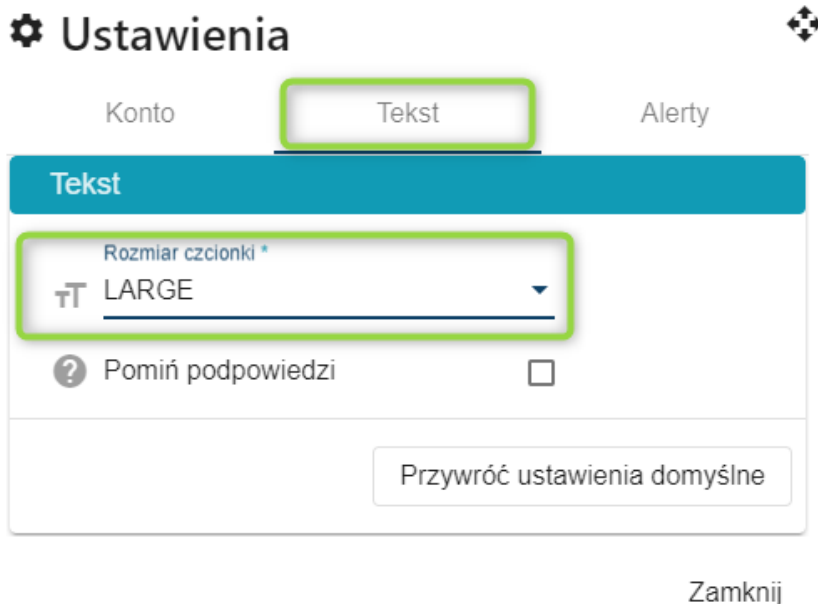 Ustawienia
Konto Tekst Alerty
Tekst
Rozmiar czcionki *
LARGE
Pomiń podpowiedzi
Przywróć ustawienia domyślne
Zamknij